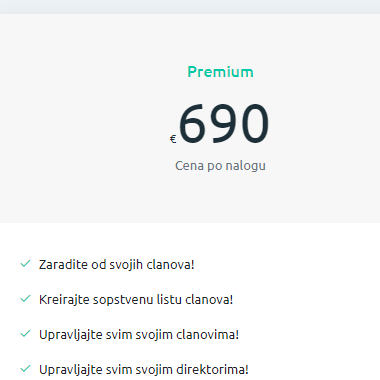 Premium
€690
Cena po nalogu
Zaradite od svojih clanova!
Kreirajte sopstvenu listu clanova!
Upravljajte svim svojim clanovima!
Upravljajte svim svojim direktorima!